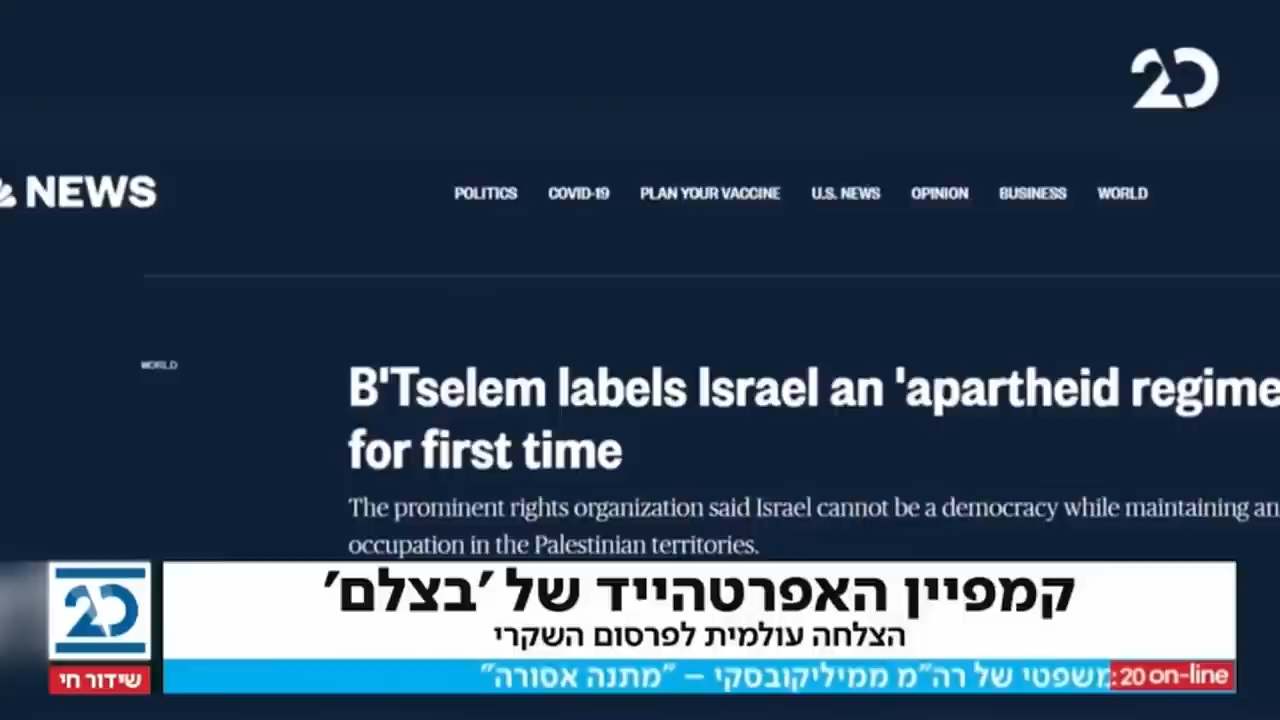 20
NEWS
POLITICS COVID-19 PLAN YOUR VACCINE U.S. NEWS OPINION BUSINESS WORLD
WORLD
B'Tselem labels Israel an 'apartheid regime
for first time
The prominent rights organization said Israel cannot be a democracy while maintaining an
occupation in the Palestinian territories.
קמפיין האפרטהייד של 'בצלם'
הצלחה עולמית לפרסום השקרי
20
שידור חי
20 on-line: משפטי של רה"מ ממיליקובסקי – "מתנה אסורה"